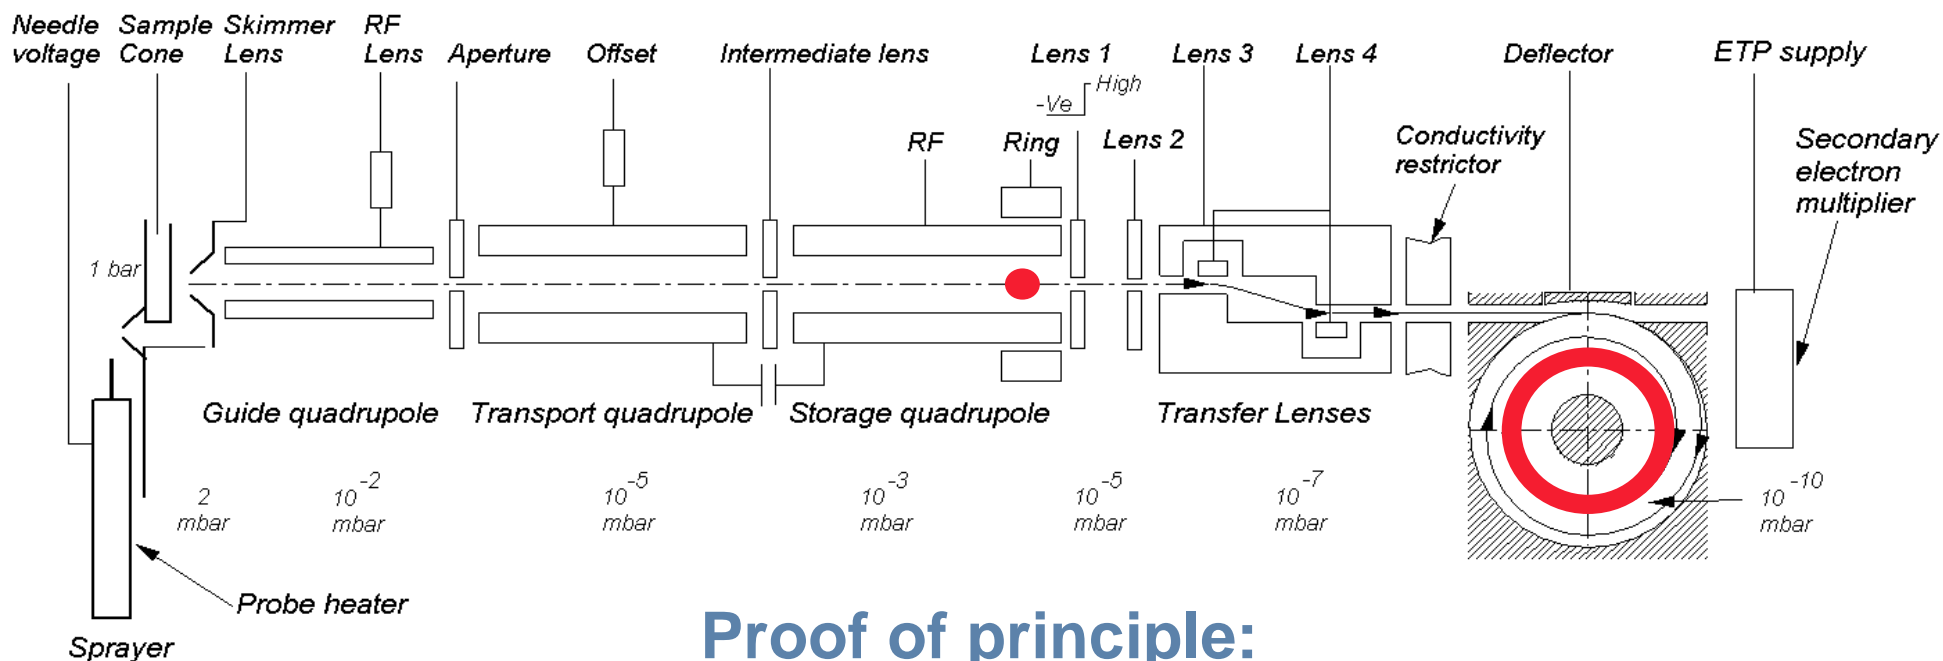 Needle voltage
Sample Cone
Skimmer Lens
RF Lens
Aperture
Offset
Intermediate lens
Lens 1
-Ve High
Lens 2
Lens 3
Lens 4
Deflector
ETP supply
RF
Ring
Conductivity restrictor
Secondary electron multiplier
1 bar
Guide quadrupole
Transport quadrupole
Storage quadrupole
Transfer Lenses
2 mbar
10^-2 mbar
10^-5 mbar
10^-3 mbar
10^-5 mbar
10^-7 mbar
10^-10 mbar
Probe heater
Sprayer
Proof of principle: